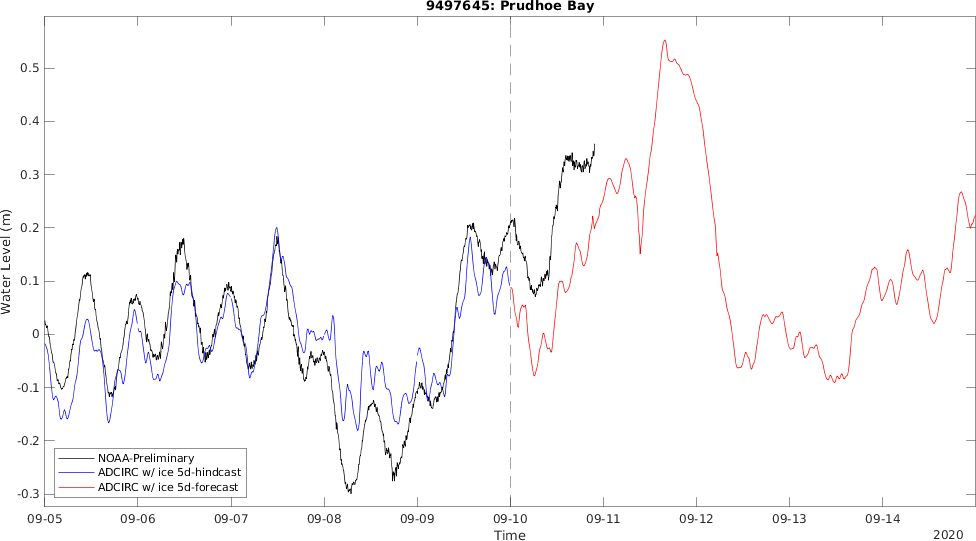 9497645: Prudhoe Bay
Water Level (m)
0.5
0.4
0.3
0.2
0.1
0
-0.1
-0.2
-0.3
NOAA-Preliminary
ADCIRC w/ ice 5d-hindcast
ADCIRC w/ ice 5d-forecast
09-05 09-06 09-07 09-08 09-09 09-10 09-11 09-12 09-13 09-14
Time
2020